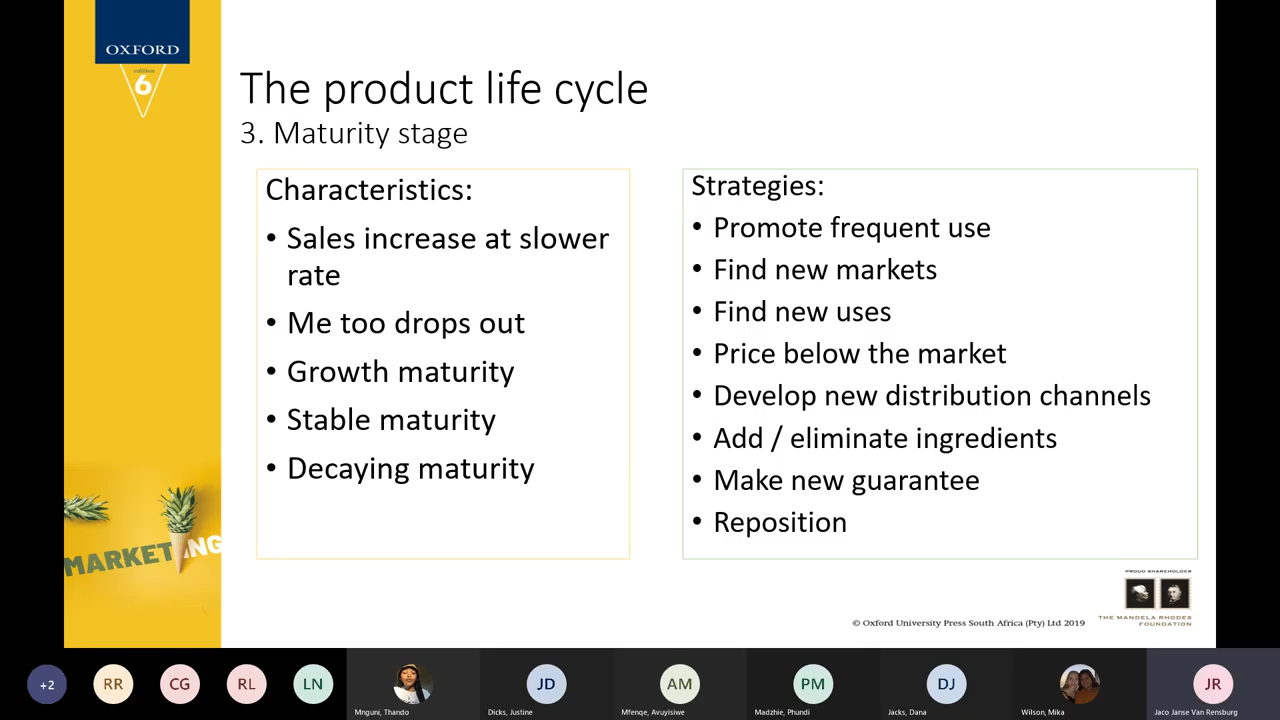 OXFORD
edition
6
The product life cycle
3. Maturity stage
Characteristics:
• Sales increase at slower
rate
• Me too drops out
• Growth maturity
• Stable maturity
• Decaying maturity
Strategies:
• Promote frequent use
• Find new markets
• Find new uses
• Price below the market
• Develop new distribution channels
• Add / eliminate ingredients
• Make new guarantee
• Reposition
MARKETING
PROUD SHAREHOLDER
THE MANDELA RHODES
FOUNDATION
© Oxford University Press South Africa (Pty) Ltd 2019
+2
RR
CG
RL
LN
Mnguni, Thando
JD
Dicks, Justine
AM
Mfenqe, Avuyisiwe
PM
Madzhie, Phundi
DJ
Jacks, Dana
Wilson, Mika
JR
Jaco Janse Van Rensburg